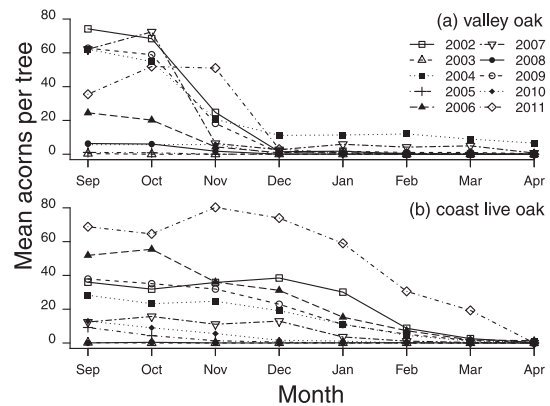 (a) valley oak
2002 2007
2003 2008
2004 2009
2005 2010
2006 2011
80
60
40
20
0
Sep Oct Nov Dec Jan Feb Mar Apr
(b) coast live oak
80
60
40
20
0
Sep Oct Nov Dec Jan Feb Mar Apr
Mean acorns per tree
Month